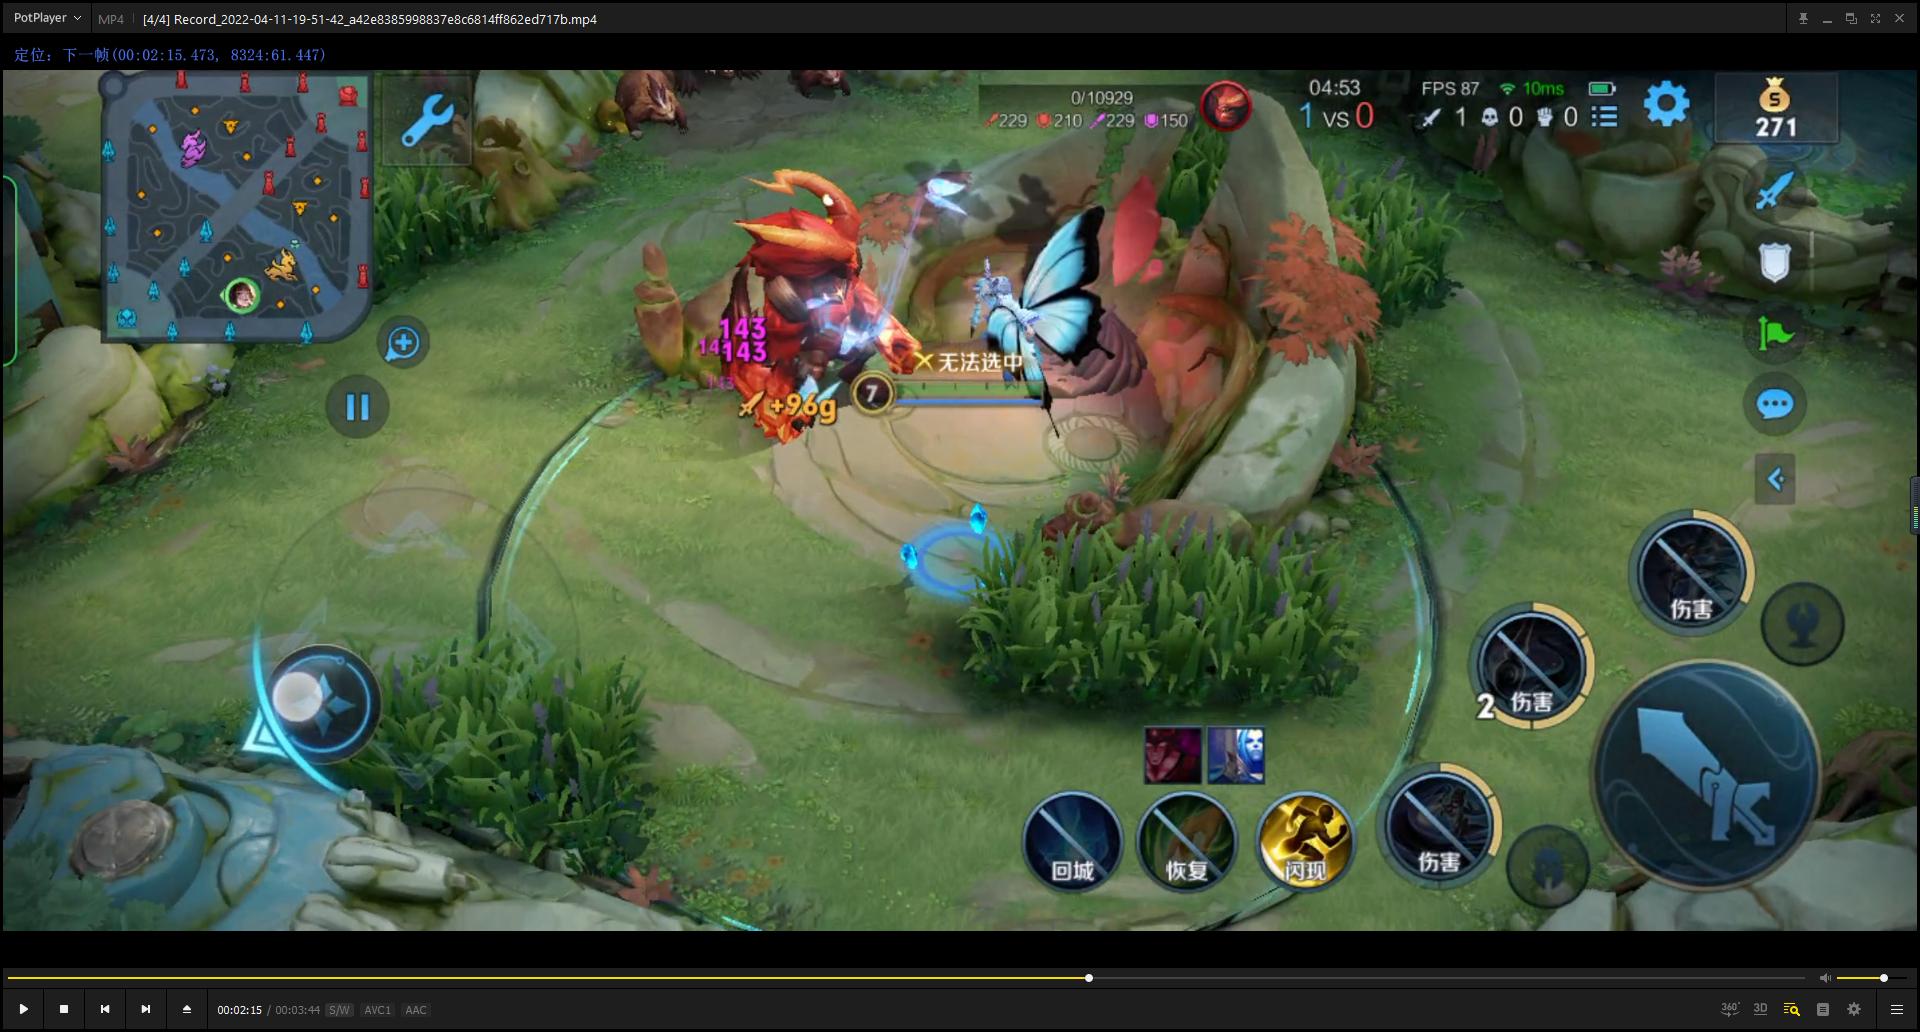 PotPlayer MP4 [4/4] Record_2022-04-11-19-51-42_a42e8385998837e8c6814ff862ed717b.mp4
定位: 下一帧(00:02:15.473, 8324:61.447)
0/10929
229 210 229 150
04:53
1 VS 0
FPS 87 10ms
1 0 0
S
271
143
143
143
无法选中
7
+96g
伤害
2 伤害
伤害
回城
恢复
闪现
00:02:15 / 00:03:44 S/W AVC1 AAC
360° 3D